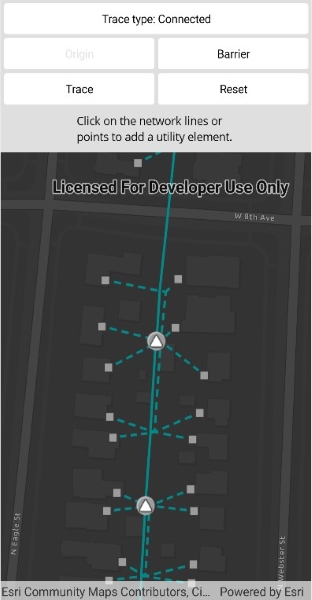 Trace type: Connected
Origin
Barrier
Trace
Reset
Click on the network lines or
points to add a utility element.
Licensed For Developer Use Only
W 8th Ave
N Eagle St
Webster St
Esri Community Maps Contributors, Ci...
Powered by Esri